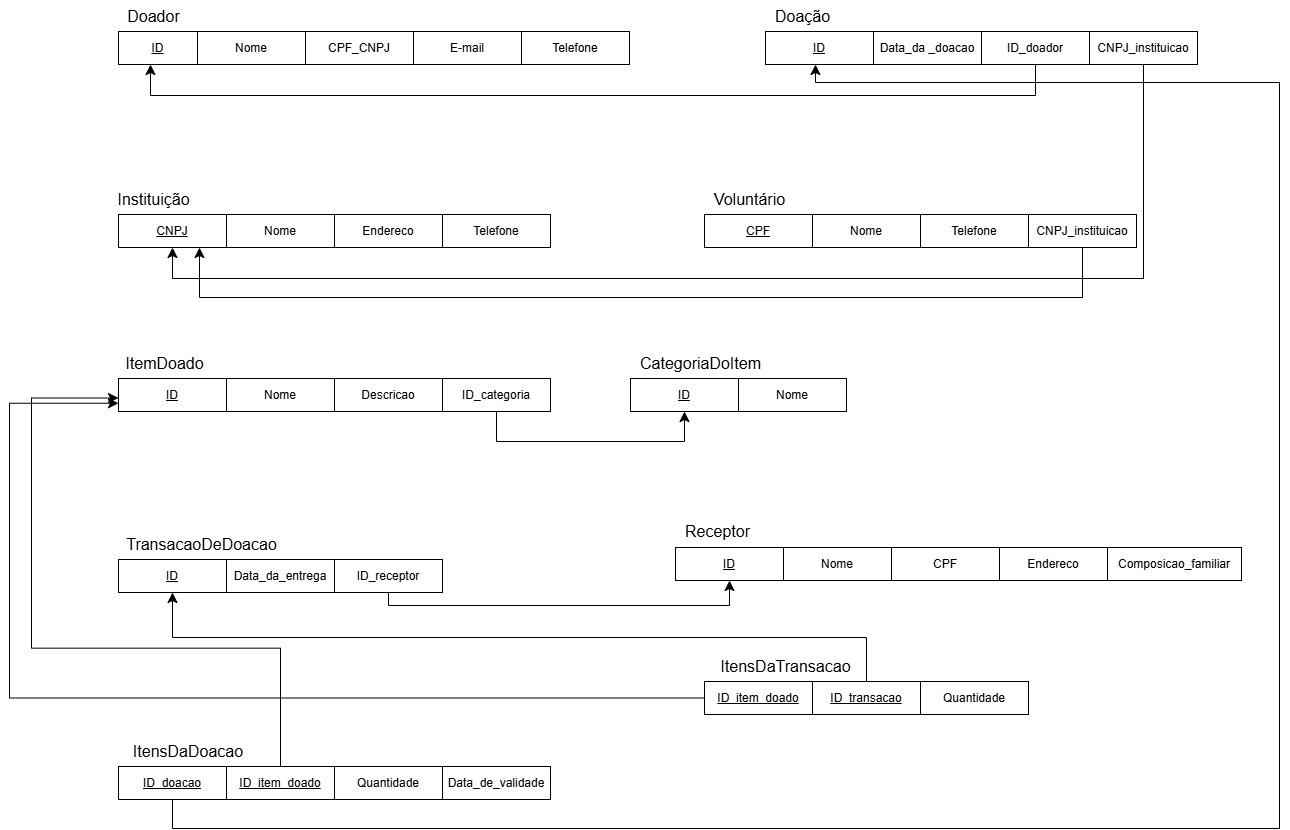 Doador
Doação
ID Nome CPF_CNPJ E-mail Telefone
ID Data_da _doacao ID_doador CNPJ_instituicao
Instituição
Voluntário
CNPJ Nome Endereco Telefone
CPF Nome Telefone CNPJ_instituicao
ItemDoado
CategoriaDoItem
ID Nome Descricao ID_categoria
ID Nome
TransacaoDeDoacao
Receptor
ID Data_da_entrega ID_receptor
ID Nome CPF Endereco Composicao_familiar
ItensDaTransacao
ID_item_doado ID_transacao Quantidade
ItensDaDoacao
ID_doacao ID_item_doado Quantidade Data_de_validade